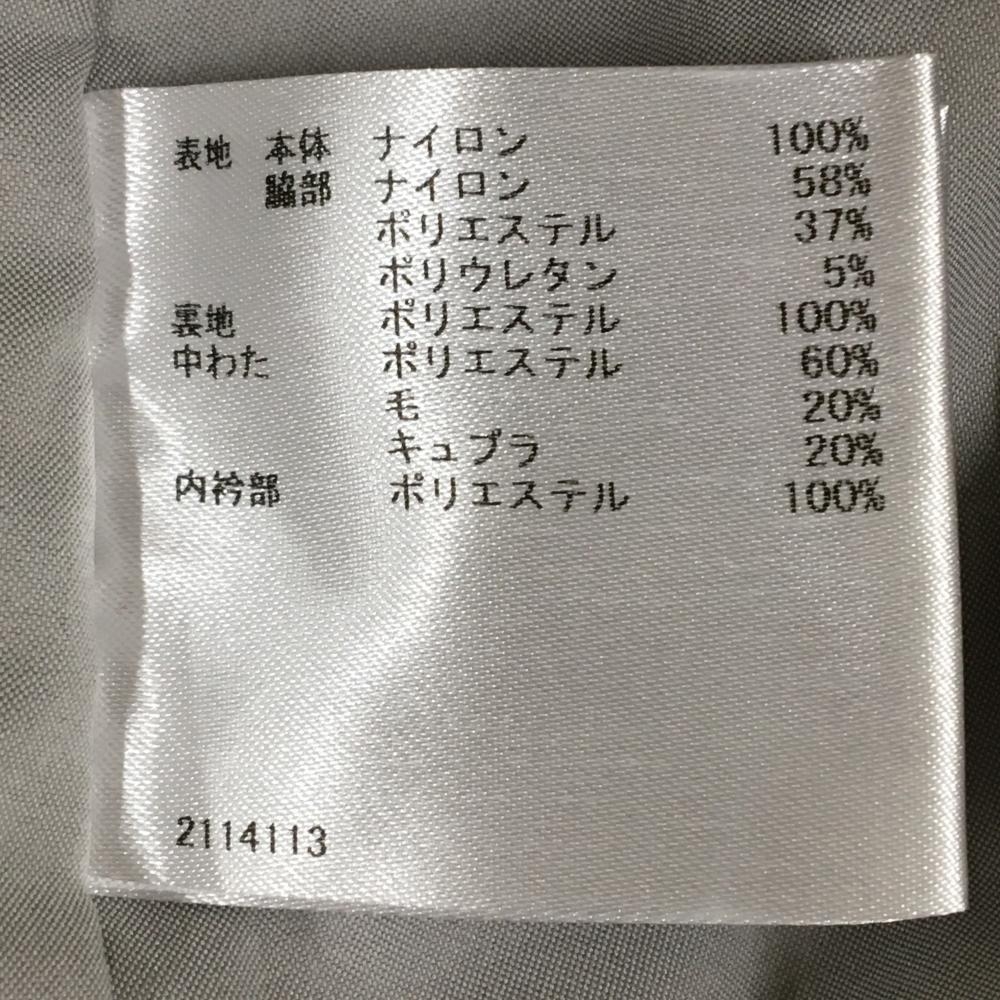 表地 本体 ナイロン 100%
脇部 ナイロン 58%
ポリエステル 37%
ポリウレタン 5%
裏地 ポリエステル 100%
中わた ポリエステル 60%
毛 20%
キュプラ 20%
内衿部 ポリエステル 100%
2114113